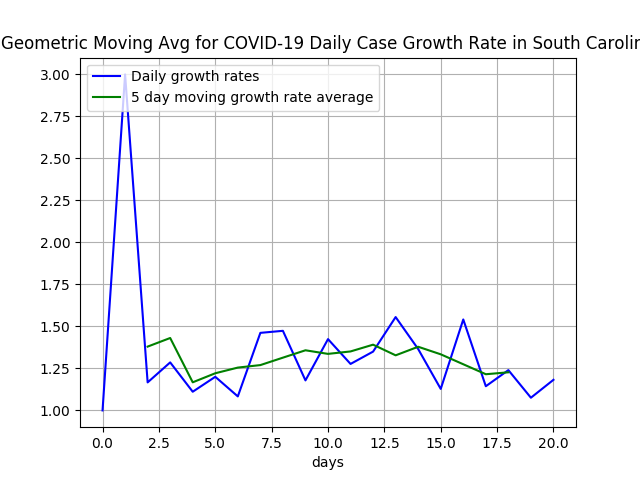 Geometric Moving Avg for COVID-19 Daily Case Growth Rate in South
Daily growth rates
5 day moving growth rate average
3.00
2.75
2.50
2.25
2.00
1.75
1.50
1.25
1.00
0.0 2.5 5.0 7.5 10.0 12.5 15.0 17.5 20.0
days